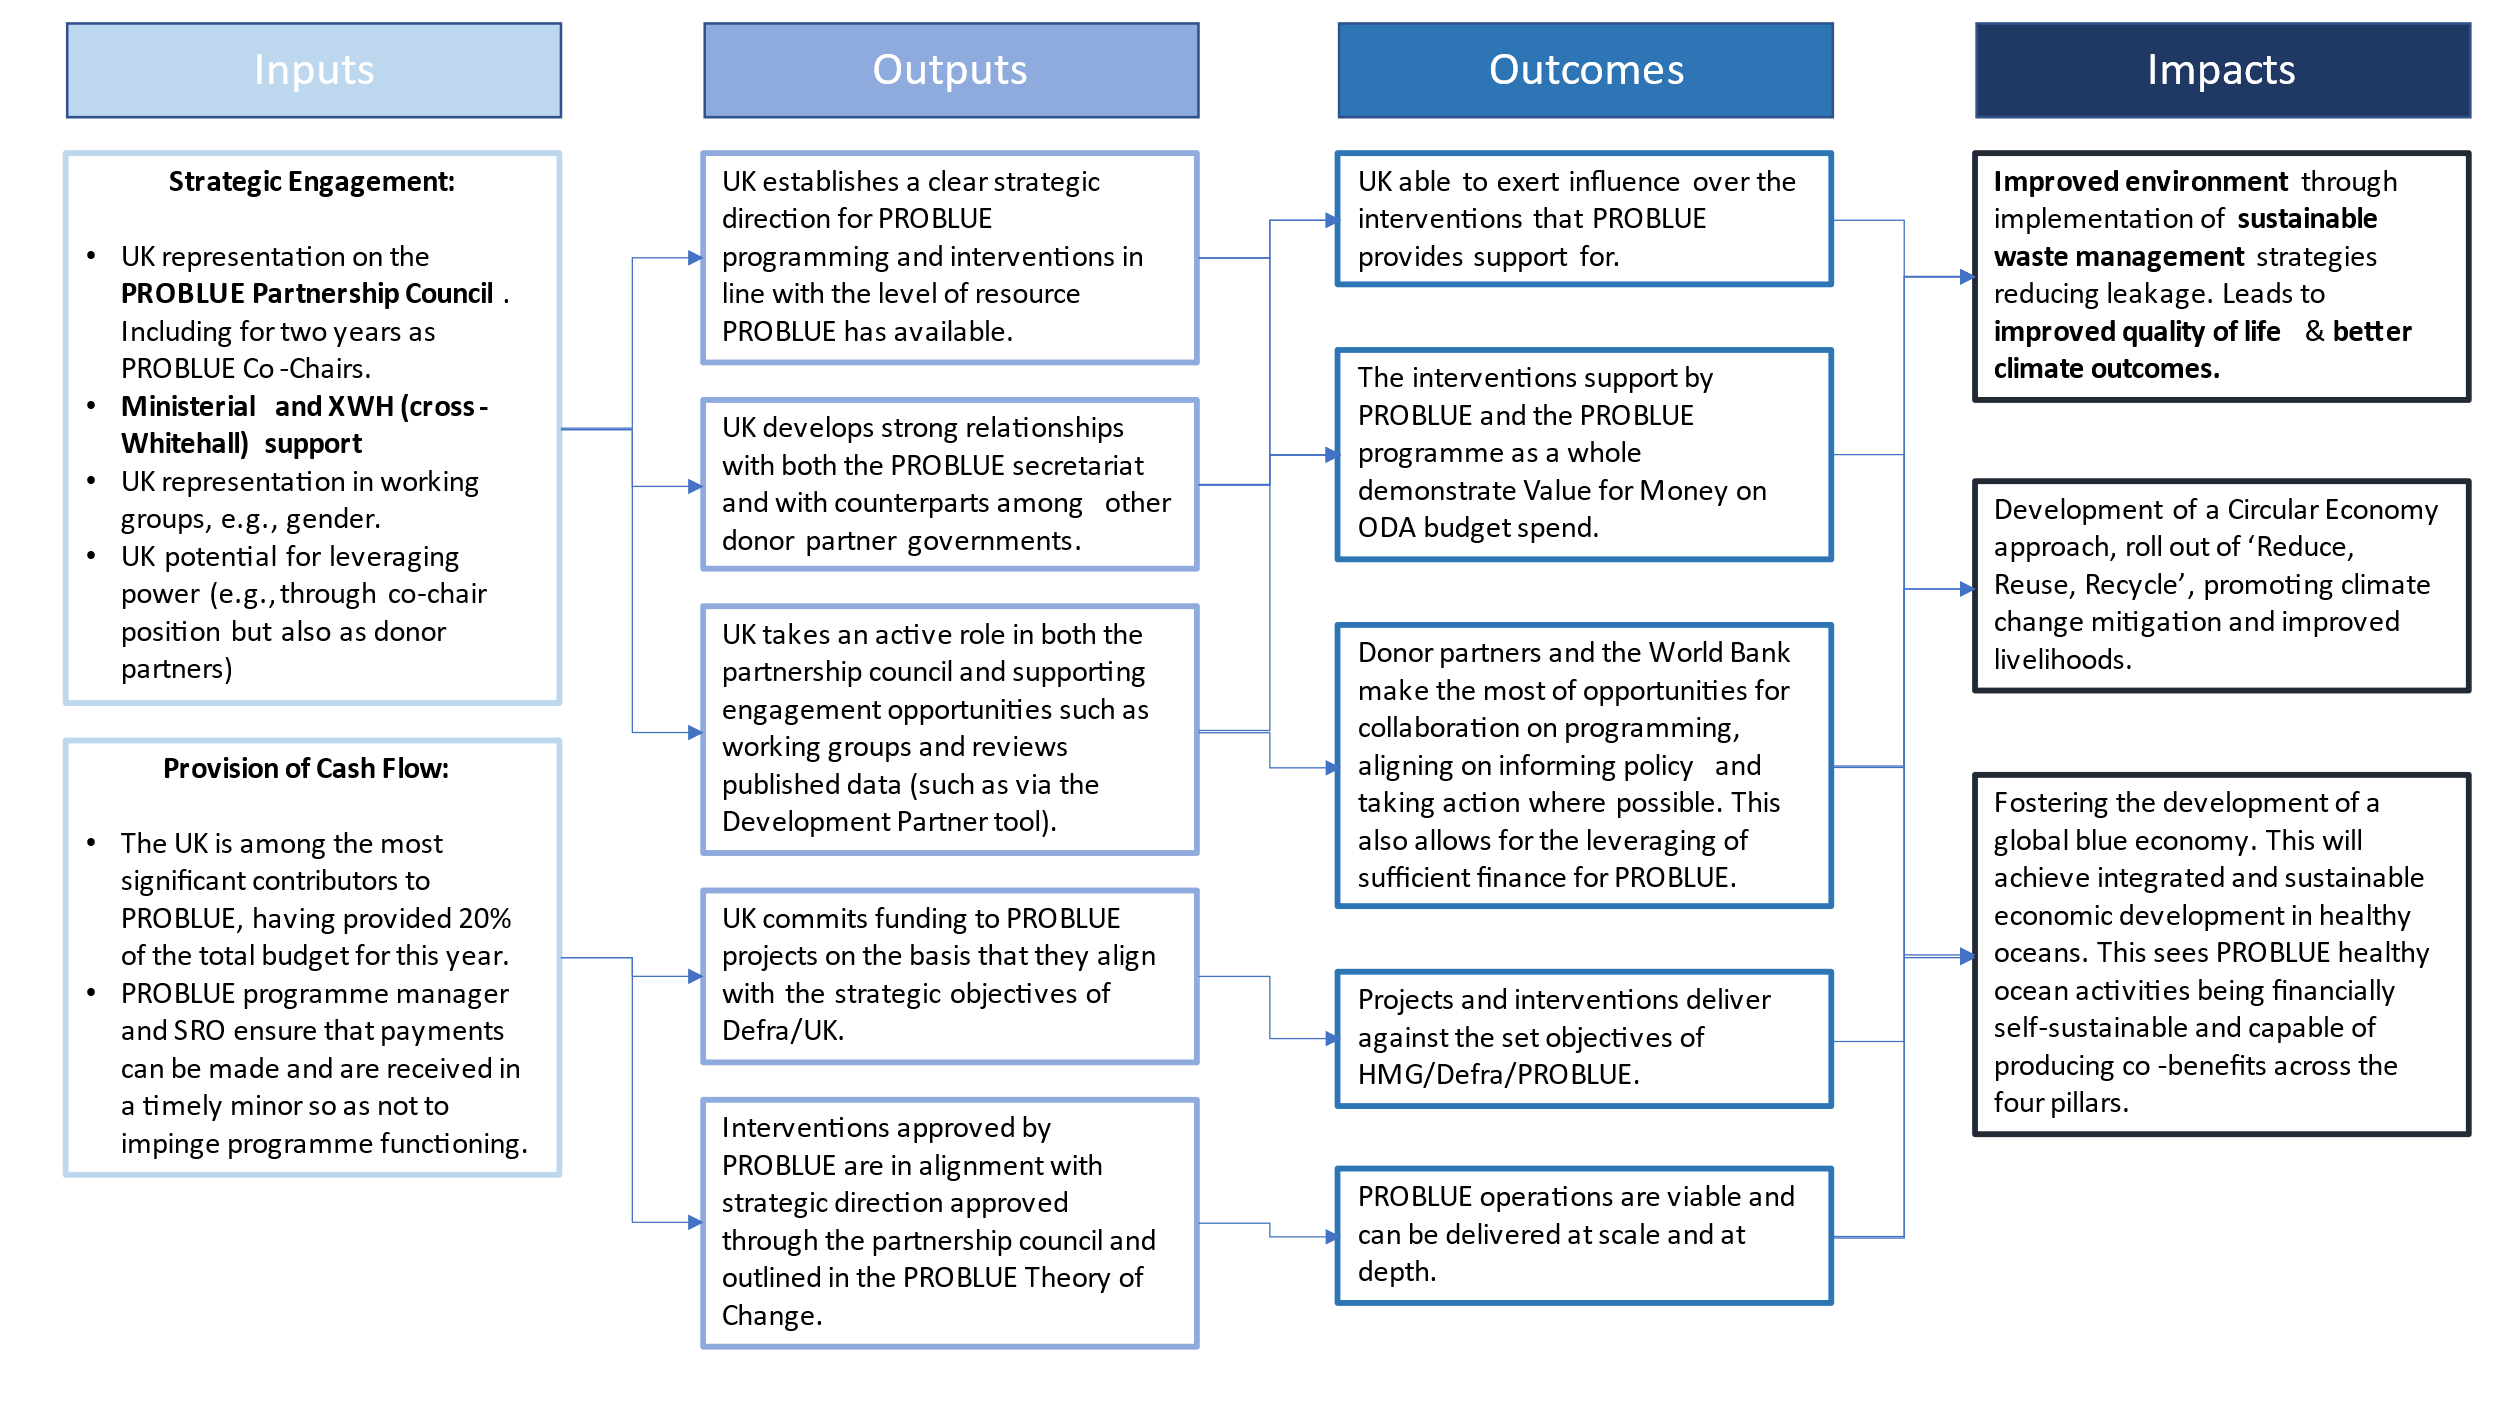 Inputs
Outputs
Outcomes
Impacts
Strategic Engagement:
• UK representation on the
PROBLUE Partnership Council .
Including for two years as
PROBLUE Co -Chairs.
• Ministerial and XWH (cross -
Whitehall) support
• UK representation in working
groups, e.g., gender.
• UK potential for leveraging
power (e.g., through co-chair
position but also as donor
partners)
Provision of Cash Flow:
• The UK is among the most
significant contributors to
PROBLUE, having provided 20%
of the total budget for this year.
• PROBLUE programme manager
and SRO ensure that payments
can be made and are received in
a timely minor so as not to
impinge programme functioning.
UK establishes a clear strategic
direction for PROBLUE
programming and interventions in
line with the level of resource
PROBLUE has available.
UK develops strong relationships
with both the PROBLUE secretariat
and with counterparts among other
donor partner governments.
UK takes an active role in both the
partnership council and supporting
engagement opportunities such as
working groups and reviews
published data (such as via the
Development Partner tool).
UK commits funding to PROBLUE
projects on the basis that they align
with the strategic objectives of
Defra/UK.
Interventions approved by
PROBLUE are in alignment with
strategic direction approved
through the partnership council and
outlined in the PROBLUE Theory of
Change.
UK able to exert influence over the
interventions that PROBLUE
provides support for.
The interventions support by
PROBLUE and the PROBLUE
programme as a whole
demonstrate Value for Money on
ODA budget spend.
Donor partners and the World Bank
make the most of opportunities for
collaboration on programming,
aligning on informing policy and
taking action where possible. This
also allows for the leveraging of
sufficient finance for PROBLUE.
Projects and interventions deliver
against the set objectives of
HMG/Defra/PROBLUE.
PROBLUE operations are viable and
can be delivered at scale and at
depth.
Improved environment through
implementation of sustainable
waste management strategies
reducing leakage. Leads to
improved quality of life & better
climate outcomes.
Development of a Circular Economy
approach, roll out of ‘Reduce,
Reuse, Recycle’, promoting climate
change mitigation and improved
livelihoods.
Fostering the development of a
global blue economy. This will
achieve integrated and sustainable
economic development in healthy
oceans. This sees PROBLUE healthy
ocean activities being financially
self-sustainable and capable of
producing co -benefits across the
four pillars.